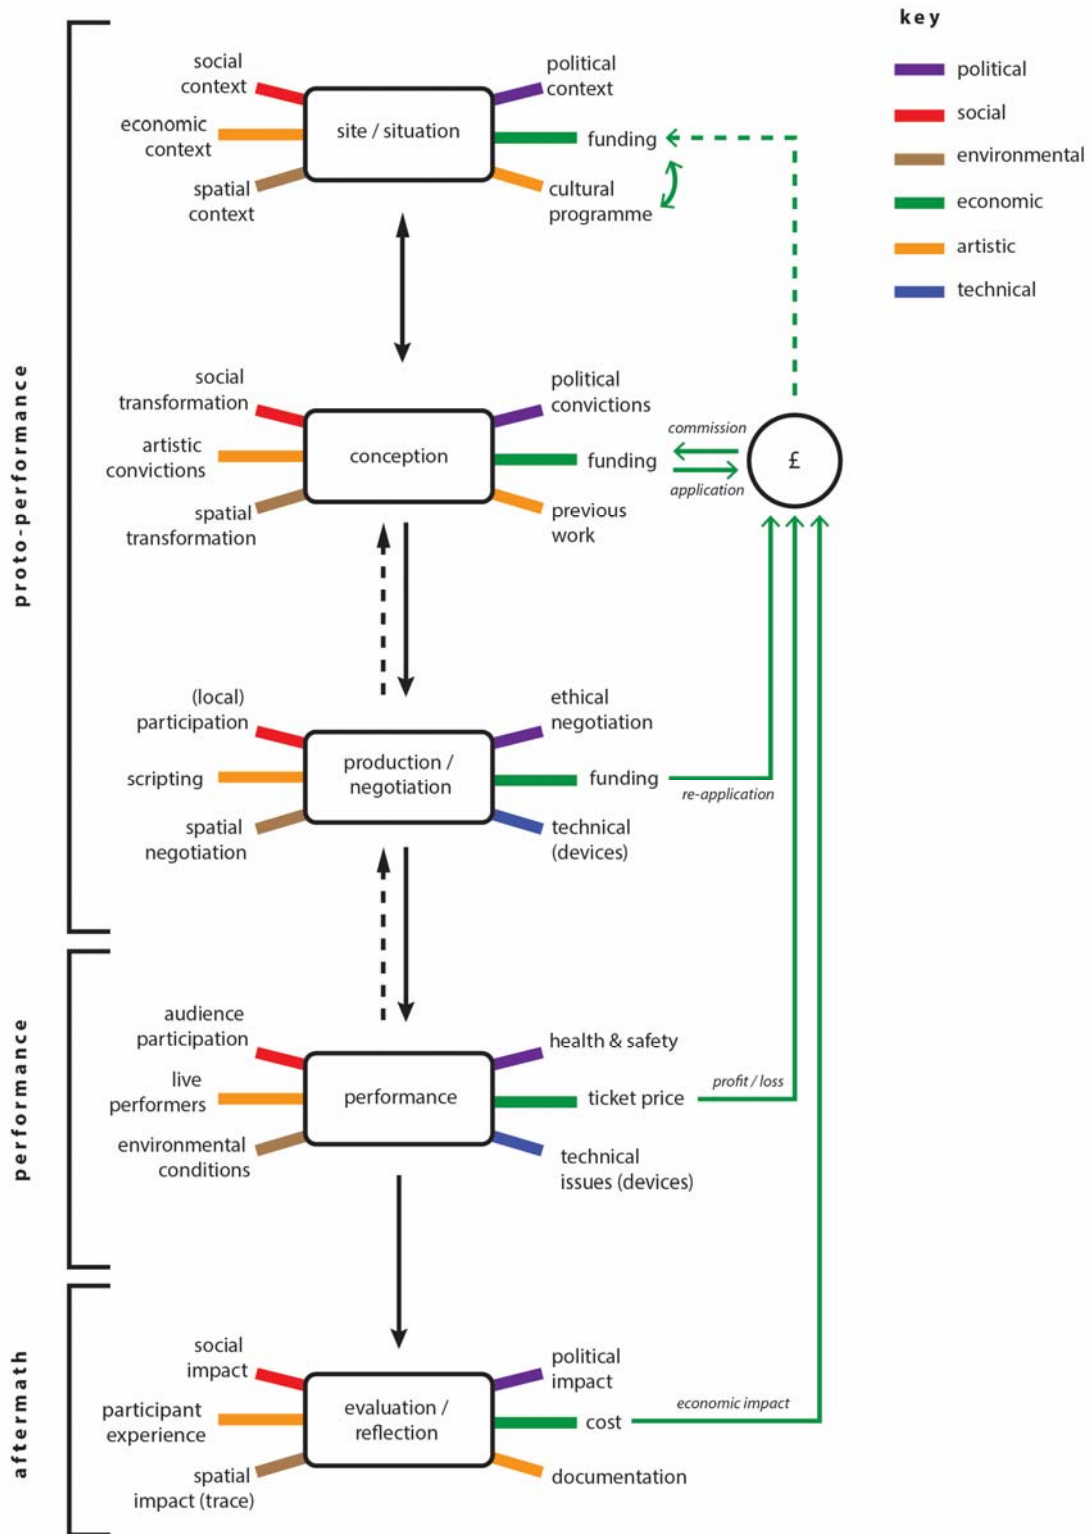 key
political
social
environmental
economic
artistic
technical
proto-performance
social
context
economic
context
spatial
context
site / situation
political
context
funding
cultural
programme
social
transformation
artistic
convictions
spatial
transformation
conception
political
convictions
funding
previous
work
commission
application
£
(local)
participation
scripting
spatial
negotiation
production /
negotiation
ethical
negotiation
funding
re-application
technical
(devices)
performance
audience
participation
live
performers
environmental
conditions
performance
health & safety
ticket price
profit / loss
technical
issues (devices)
aftermath
social
impact
participant
experience
spatial
impact (trace)
evaluation /
reflection
political
impact
cost
economic impact
documentation